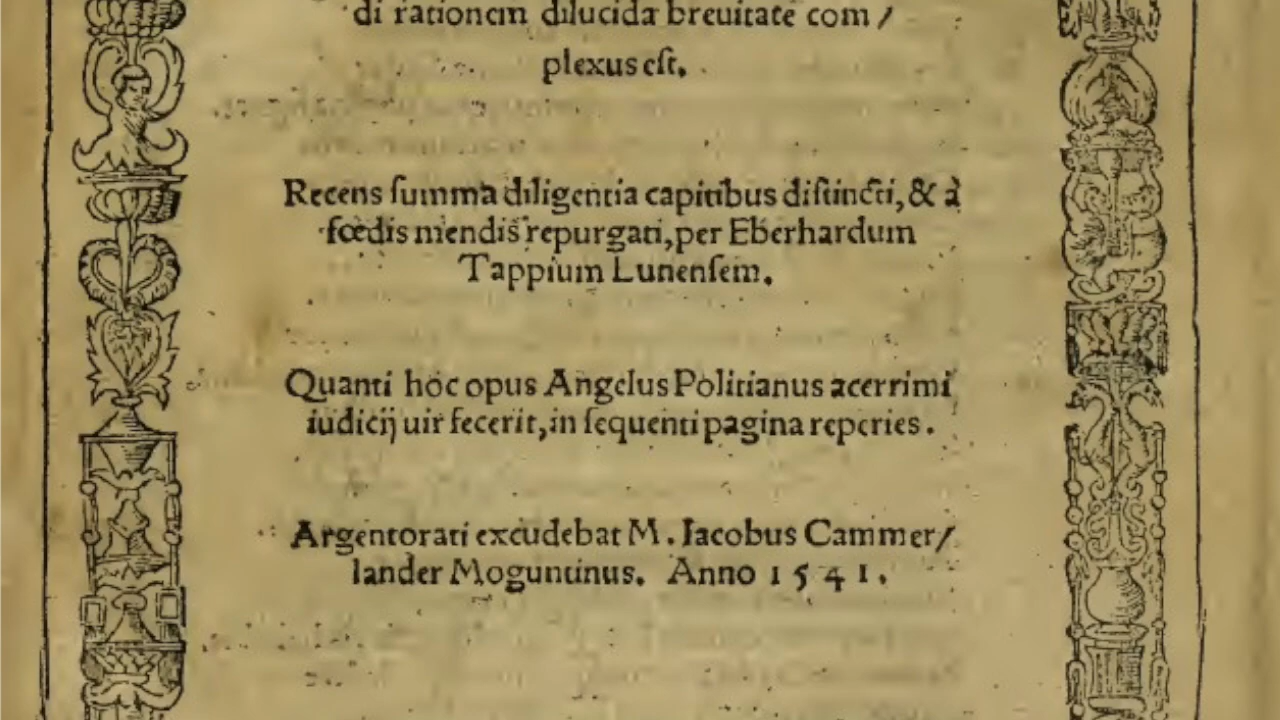 di rationem dilucida breuitate com/
plexus eſt.
Recens ſumma diligentia capitibus diſtincti, & à
fœdis mendis repurgati, per Eberhardum
Tappium Lunenſem.
Quanti hoc opus Angelus Politianus acerrimi
iudicij uir fecerit, in ſequenti pagina reperies.
Argentorati excudebat M. Iacobus Cammer/
lander Moguntinus. Anno 1541.